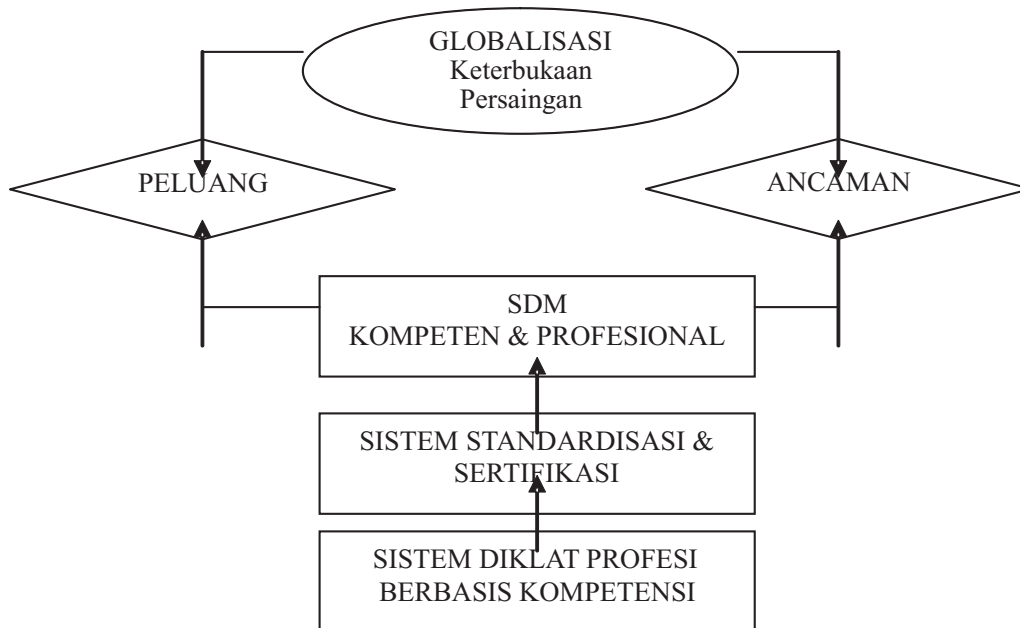 GLOBALISASI
Keterbukaan
Persaingan
PELUANG
ANCAMAN
SDM
KOMPETEN & PROFESIONAL
SISTEM STANDARDISASI &
SERTIFIKASI
SISTEM DIKLAT PROFESI
BERBASIS KOMPETENSI